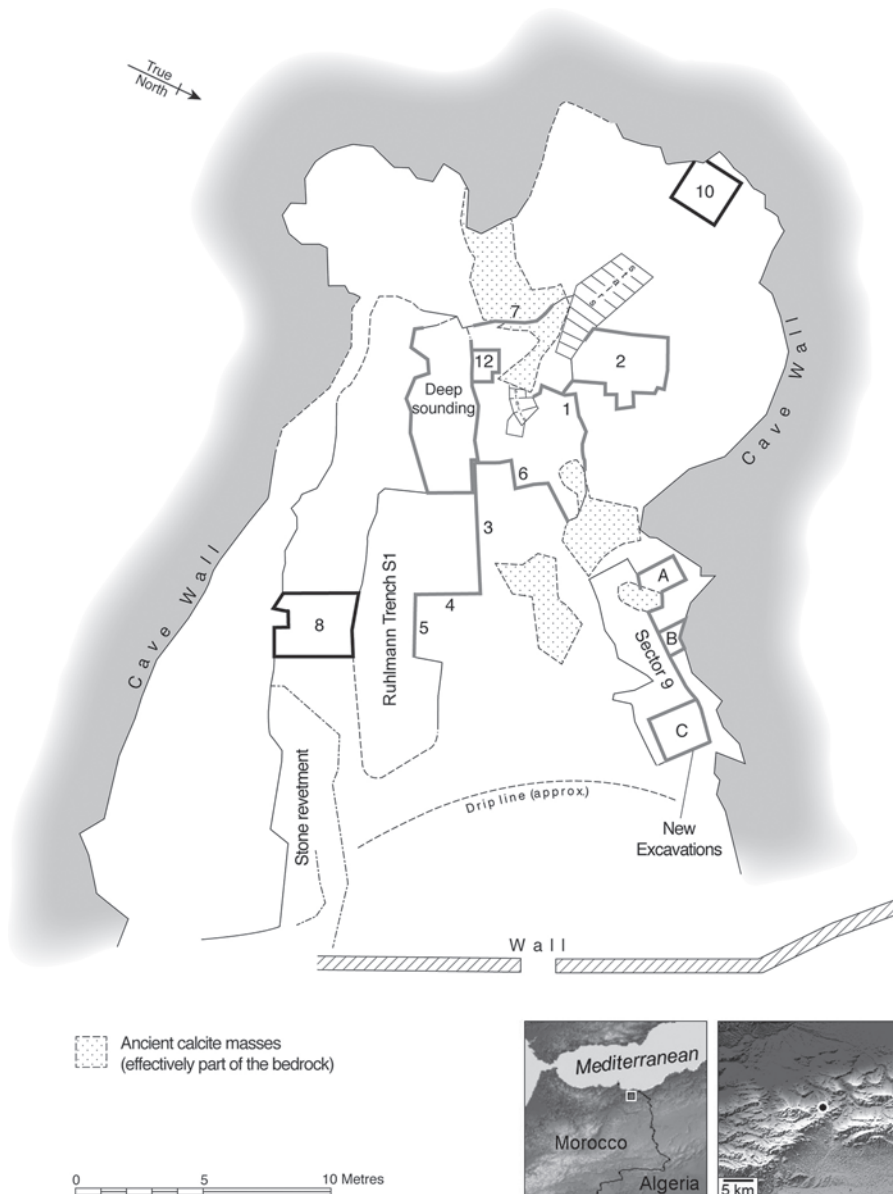 True
North
10
Cave Wall
7
S
a
s
12
2
Deep
sounding
1
Cave Wall
6
3
A
Ruhlmann Trench S1
4
8
5
B
Sector 9
C
Stone revetment
Drip line (approx.)
New
Excavations
Wall
Ancient calcite masses
(effectively part of the bedrock)
Mediterranean
Morocco
Algeria
5 km
0 5 10 Metres